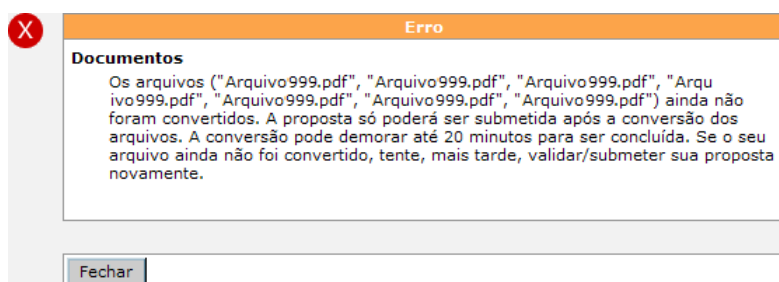 X
Erro
Documentos
Os arquivos ("Arquivo999.pdf", "Arquivo999.pdf", "Arquivo999.pdf", "Arqu
ivo999.pdf", "Arquivo999.pdf", "Arquivo999.pdf", "Arquivo999.pdf") ainda não
foram convertidos. A proposta só poderá ser submetida após a conversão dos
arquivos. A conversão pode demorar até 20 minutos para ser concluída. Se o seu
arquivo ainda não foi convertido, tente, mais tarde, validar/submeter sua proposta
novamente.
Fechar